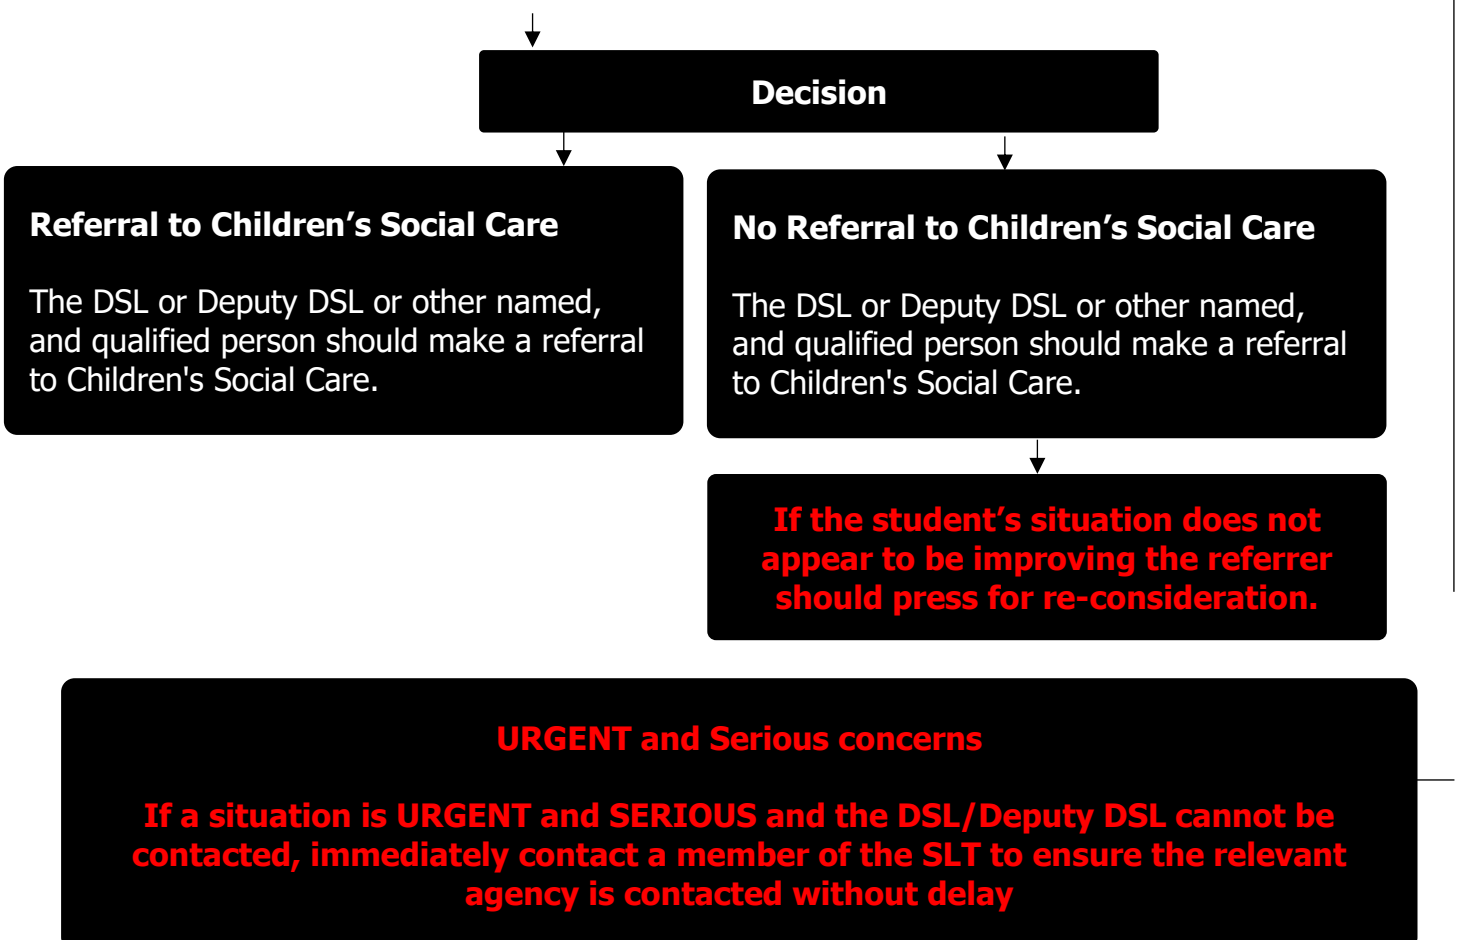 Decision
Referral to Children’s Social Care
The DSL or Deputy DSL or other named,
and qualified person should make a referral
to Children's Social Care.
No Referral to Children’s Social Care
The DSL or Deputy DSL or other named,
and qualified person should make a referral
to Children's Social Care.
If the student’s situation does not
appear to be improving the referrer
should press for re-consideration.
URGENT and Serious concerns
If a situation is URGENT and SERIOUS and the DSL/Deputy DSL cannot be
contacted, immediately contact a member of the SLT to ensure the relevant
agency is contacted without delay